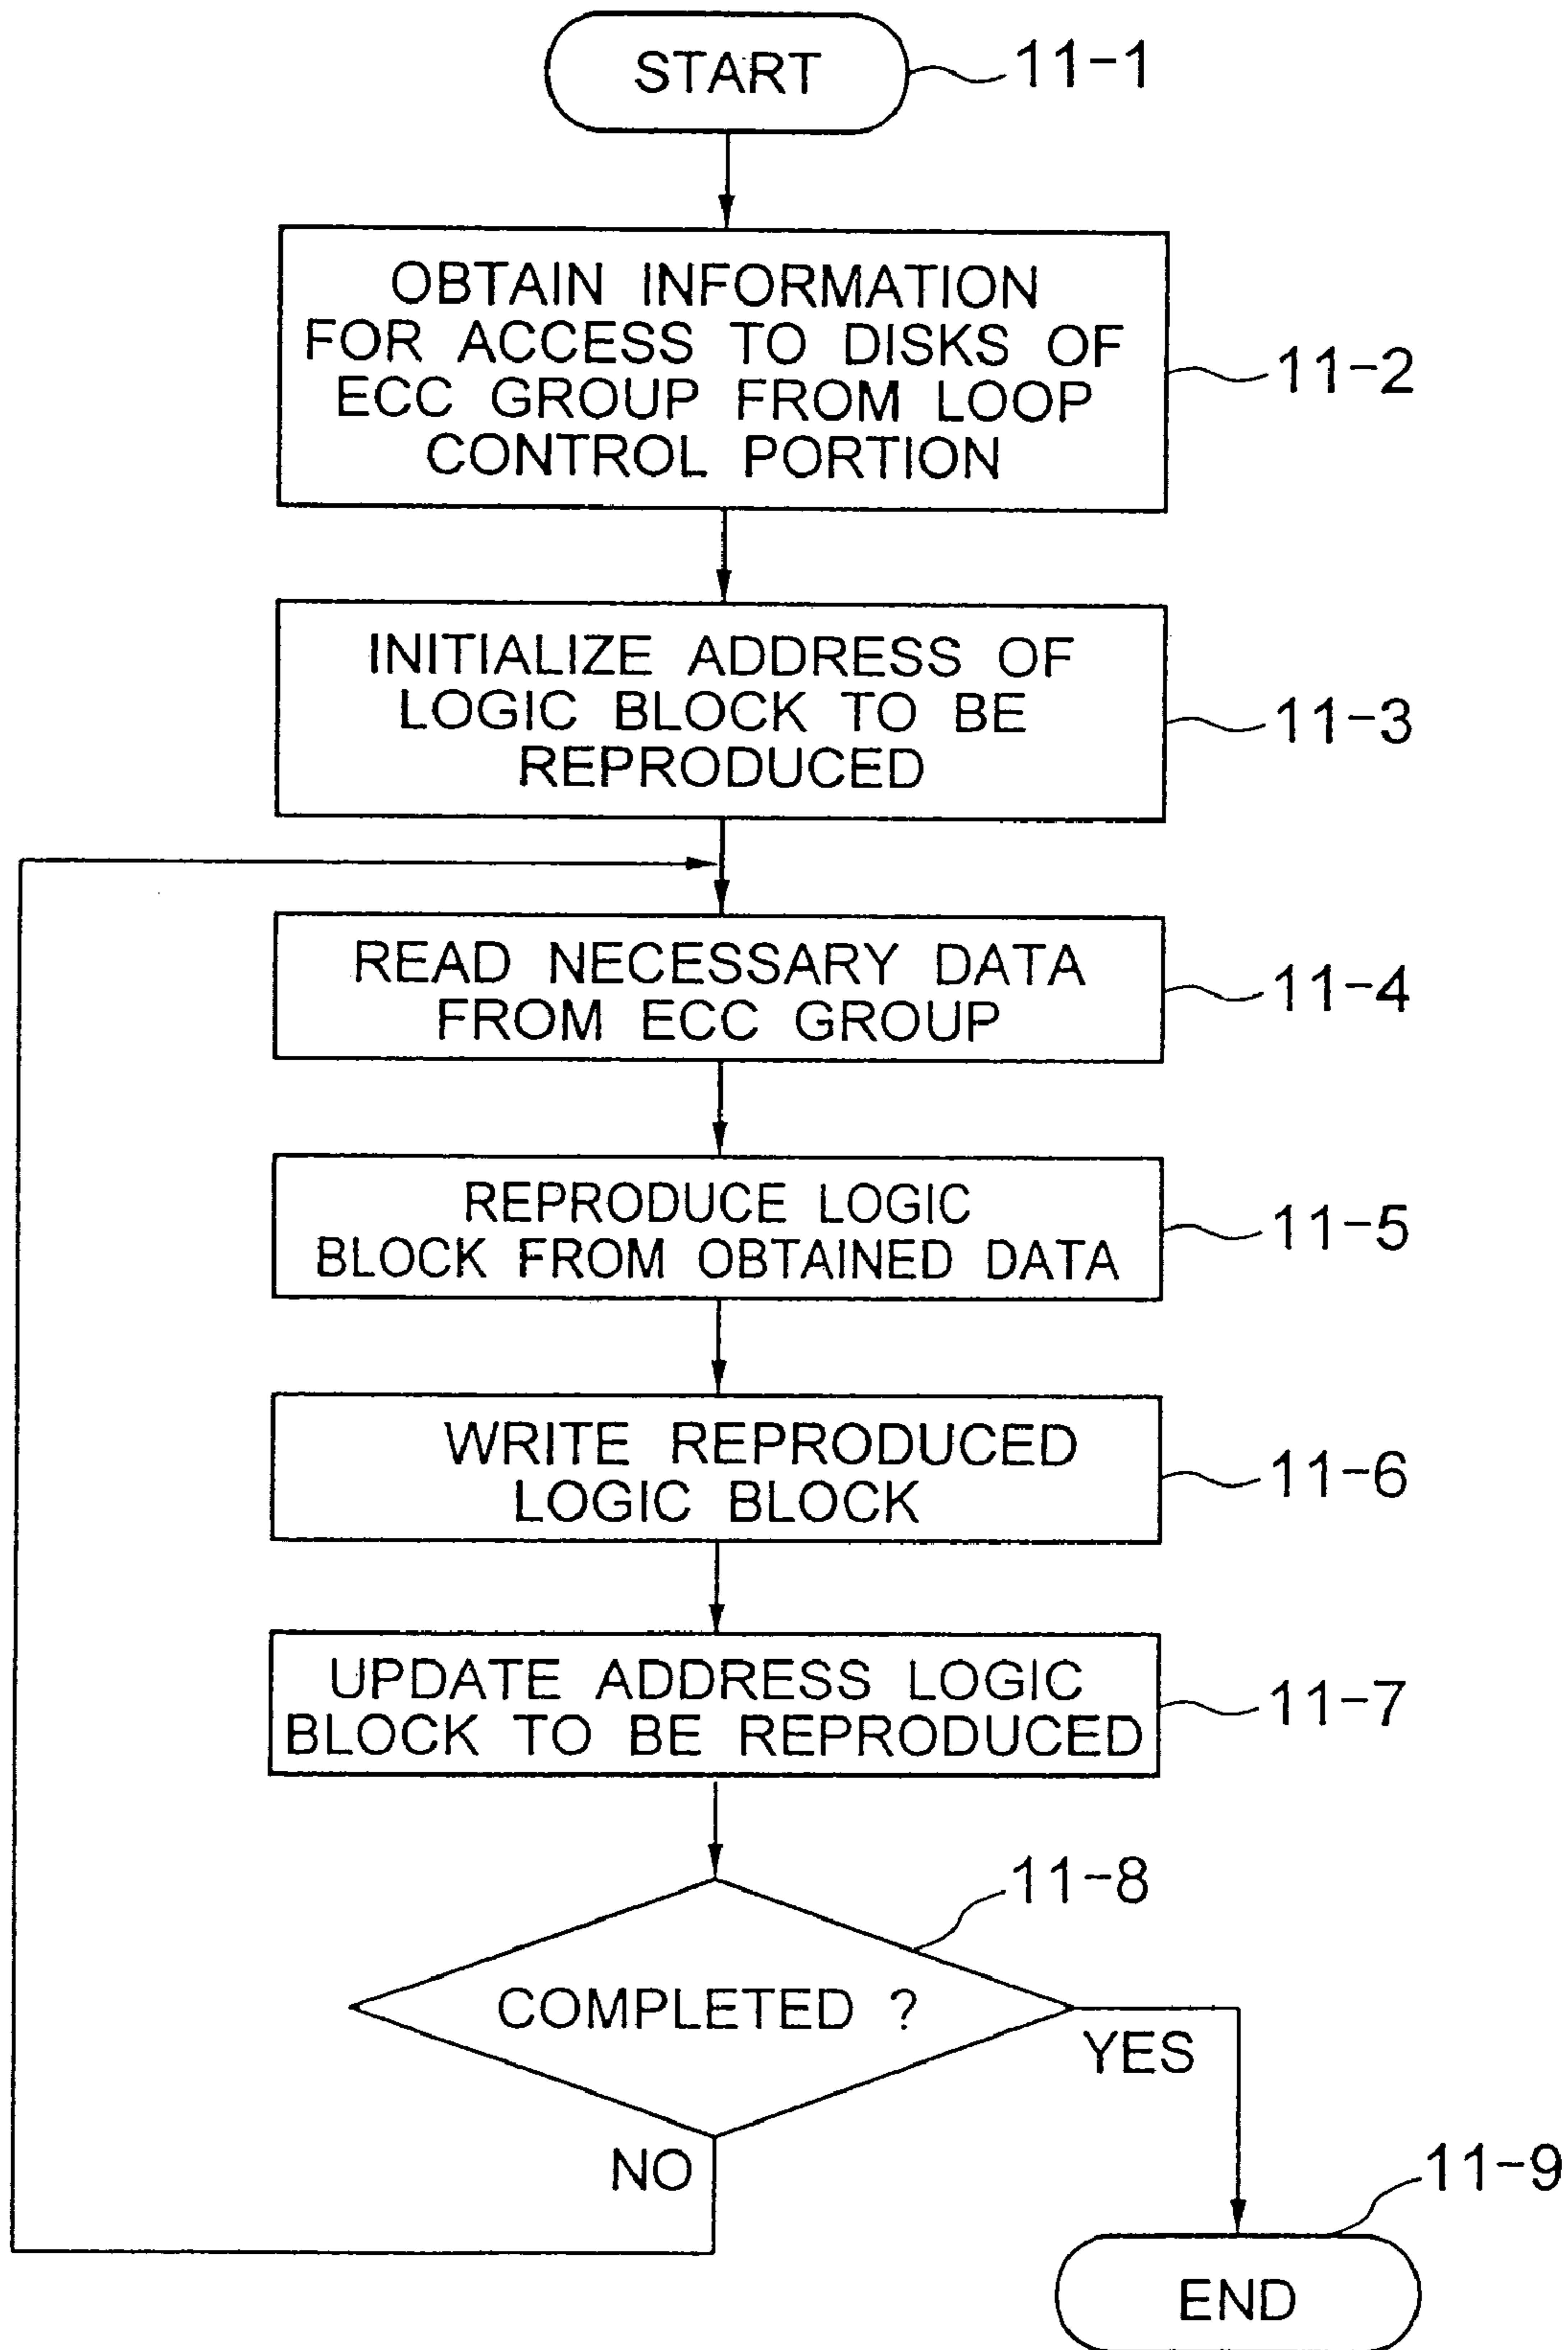 START
11-1
OBTAIN INFORMATION
FOR ACCESS TO DISKS OF
ECC GROUP FROM LOOP
CONTROL PORTION
11-2
INITIALIZE ADDRESS OF
LOGIC BLOCK TO BE
REPRODUCED
11-3
READ NECESSARY DATA
FROM ECC GROUP
11-4
REPRODUCE LOGIC
BLOCK FROM OBTAINED DATA
11-5
WRITE REPRODUCED
LOGIC BLOCK
11-6
UPDATE ADDRESS LOGIC
BLOCK TO BE REPRODUCED
11-7
11-8
COMPLETED ?
YES
NO
11-9
END